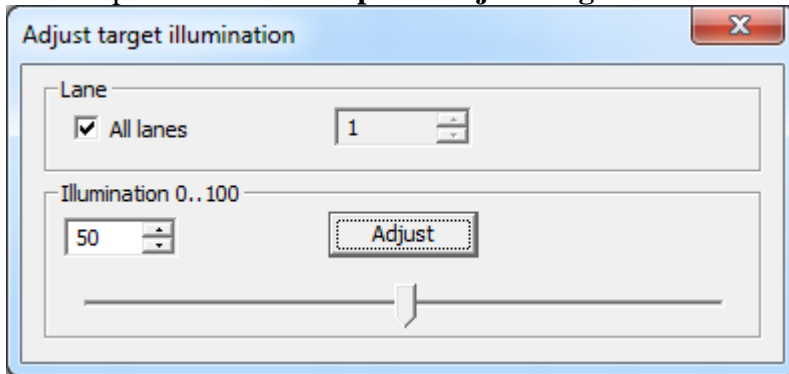 Adjust target illumination
Lane
All lanes
1
Illumination 0..100
50
Adjust